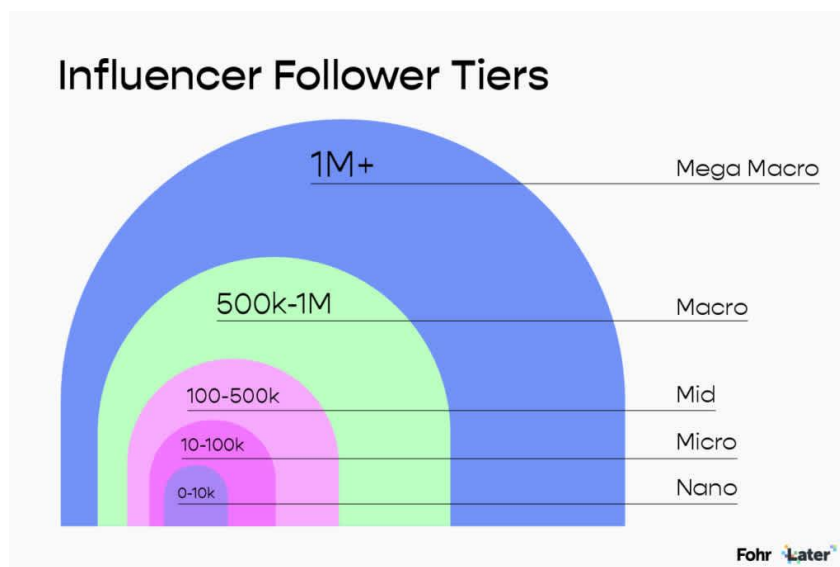 Influencer Follower Tiers
1M+ Mega Macro
500k-1M Macro
100-500k Mid
10-100k Micro
0-10k Nano
Fohr Later